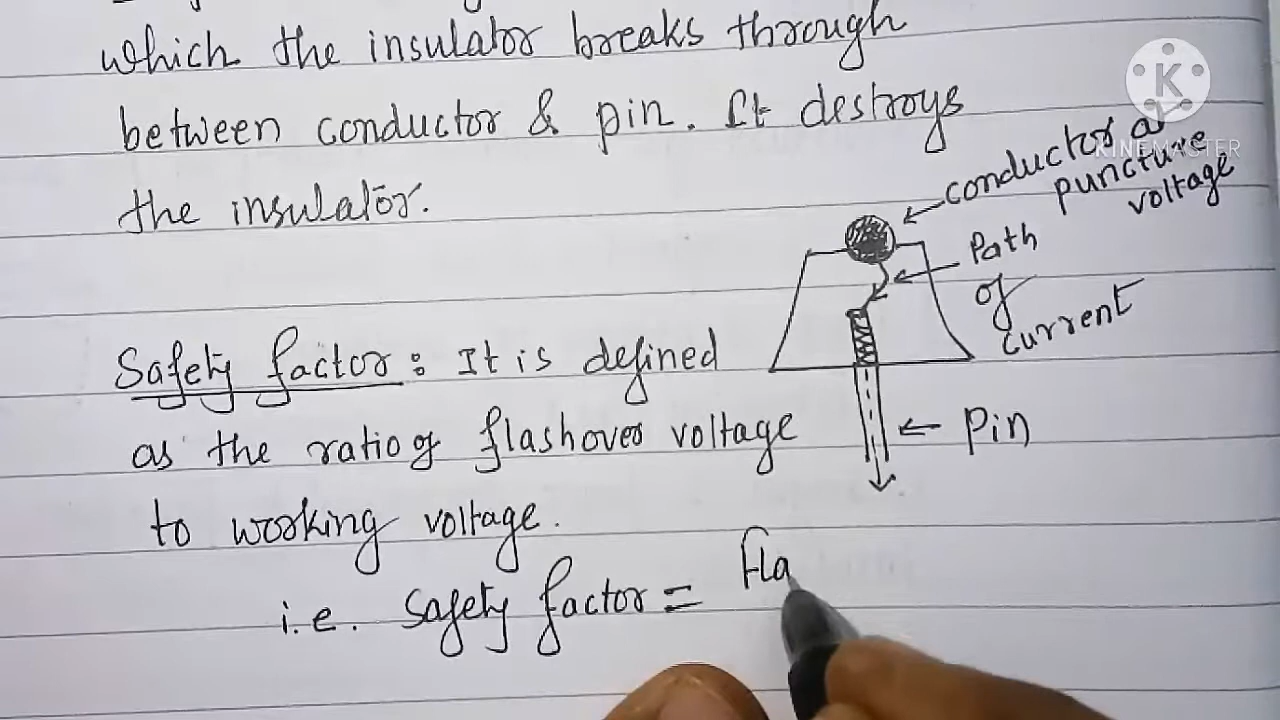 which the insulator breaks through
between conductor & pin. It destroys
the insulator.
conductor a
puncture
voltage
Path
of
current
Safety factor: It is defined
as the ratio of flashover voltage
to working voltage.
Pin
i.e. Safety factor = Fla
K
KINEMASTER